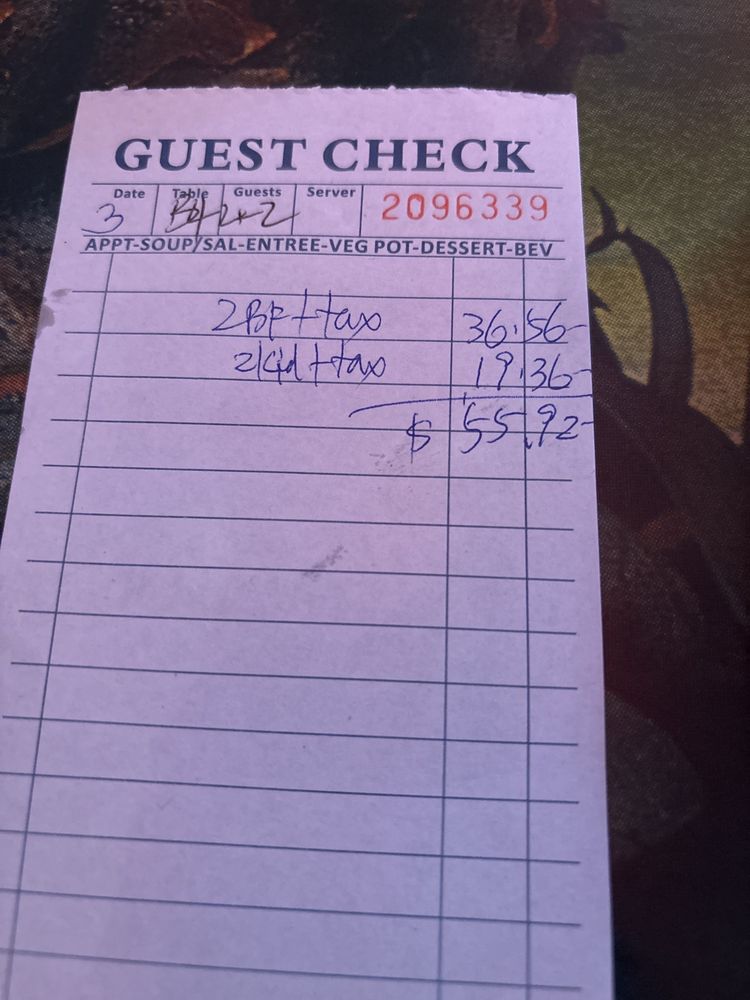 GUEST CHECK
Date Table Guests Server
3 2+2 2096339
APPT-SOUP/SAL-ENTREE-VEG POT-DESSERT-BEV
2BF+tax 36.56
2kid+tax 19.36
$ 55.92